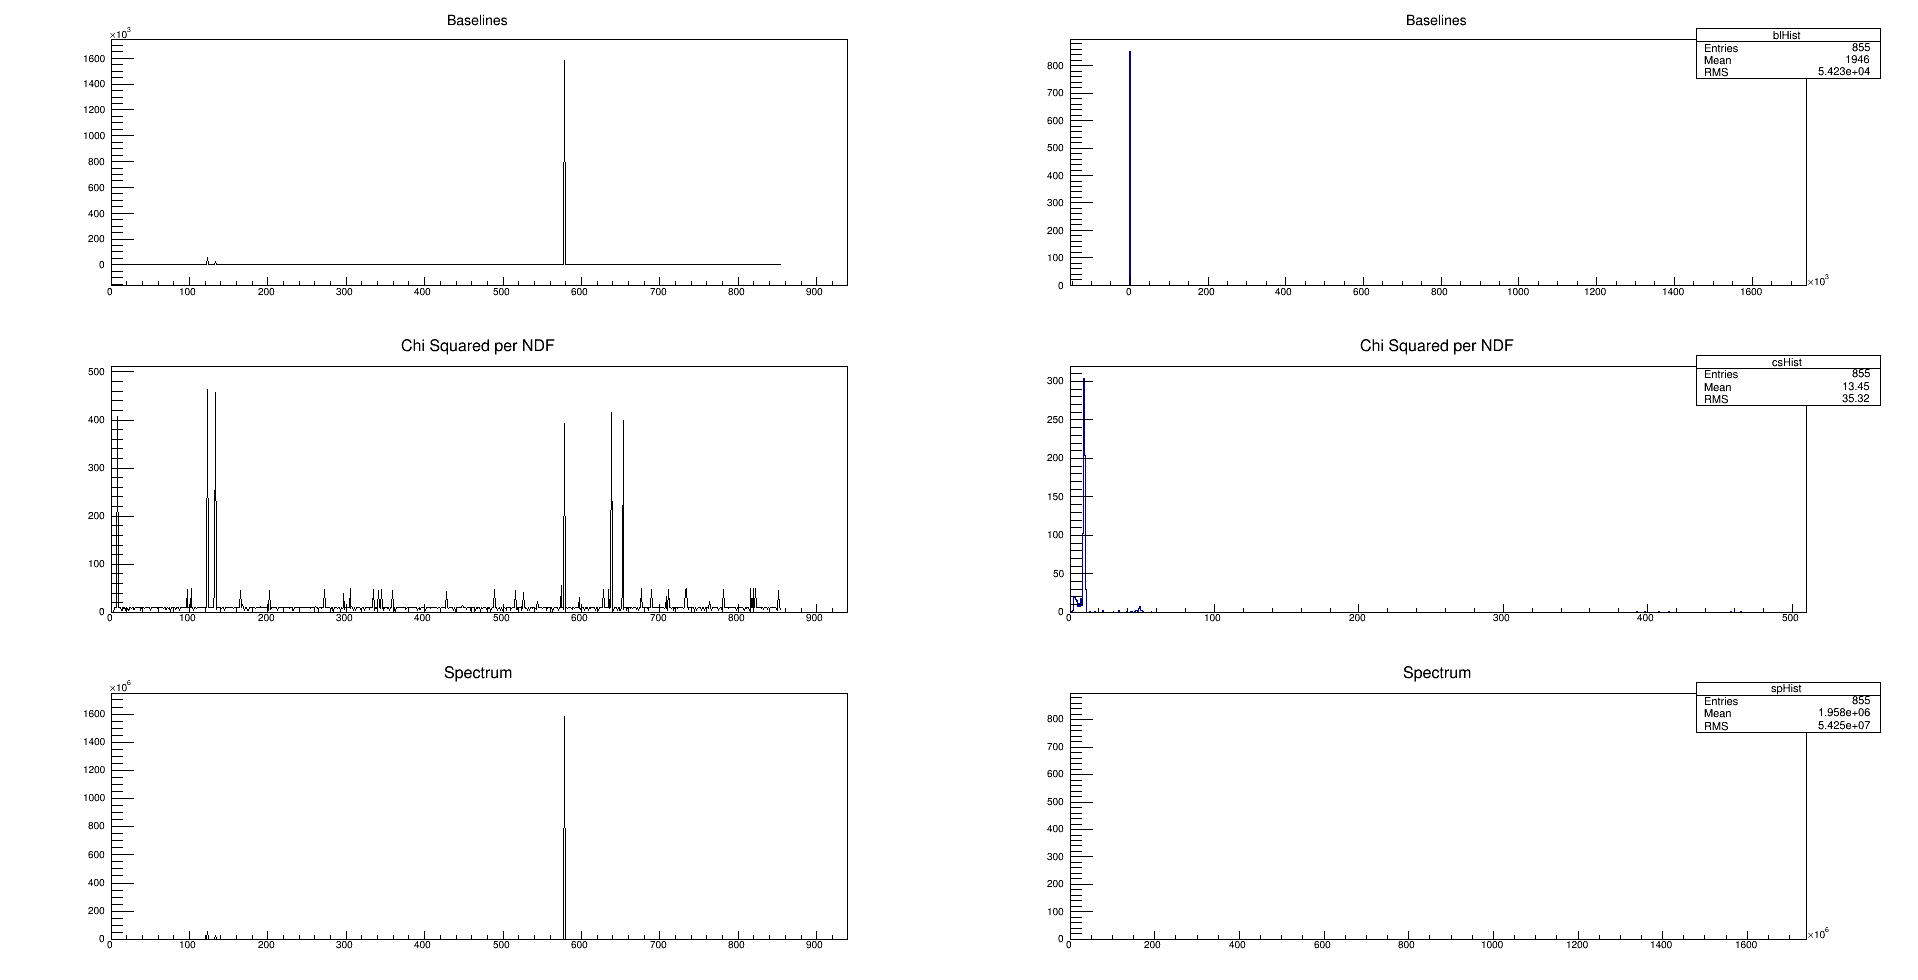 Baselines
×10³
1600
1400
1200
1000
800
600
400
200
0
0 100 200 300 400 500 600 700 800 900
Baselines
blHist
Entries 855
Mean 1946
RMS 5.423e+04
800
700
600
500
400
300
200
100
0
0 200 400 600 800 1000 1200 1400 1600
×10³
Chi Squared per NDF
500
400
300
200
100
0
0 100 200 300 400 500 600 700 800 900
Chi Squared per NDF
csHist
Entries 855
Mean 13.45
RMS 35.32
300
250
200
150
100
50
0
0 100 200 300 400 500
Spectrum
×10⁶
1600
1400
1200
1000
800
600
400
200
0
0 100 200 300 400 500 600 700 800 900
Spectrum
spHist
Entries 855
Mean 1.958e+06
RMS 5.425e+07
800
700
600
500
400
300
200
100
0
0 200 400 600 800 1000 1200 1400 1600
×10⁶